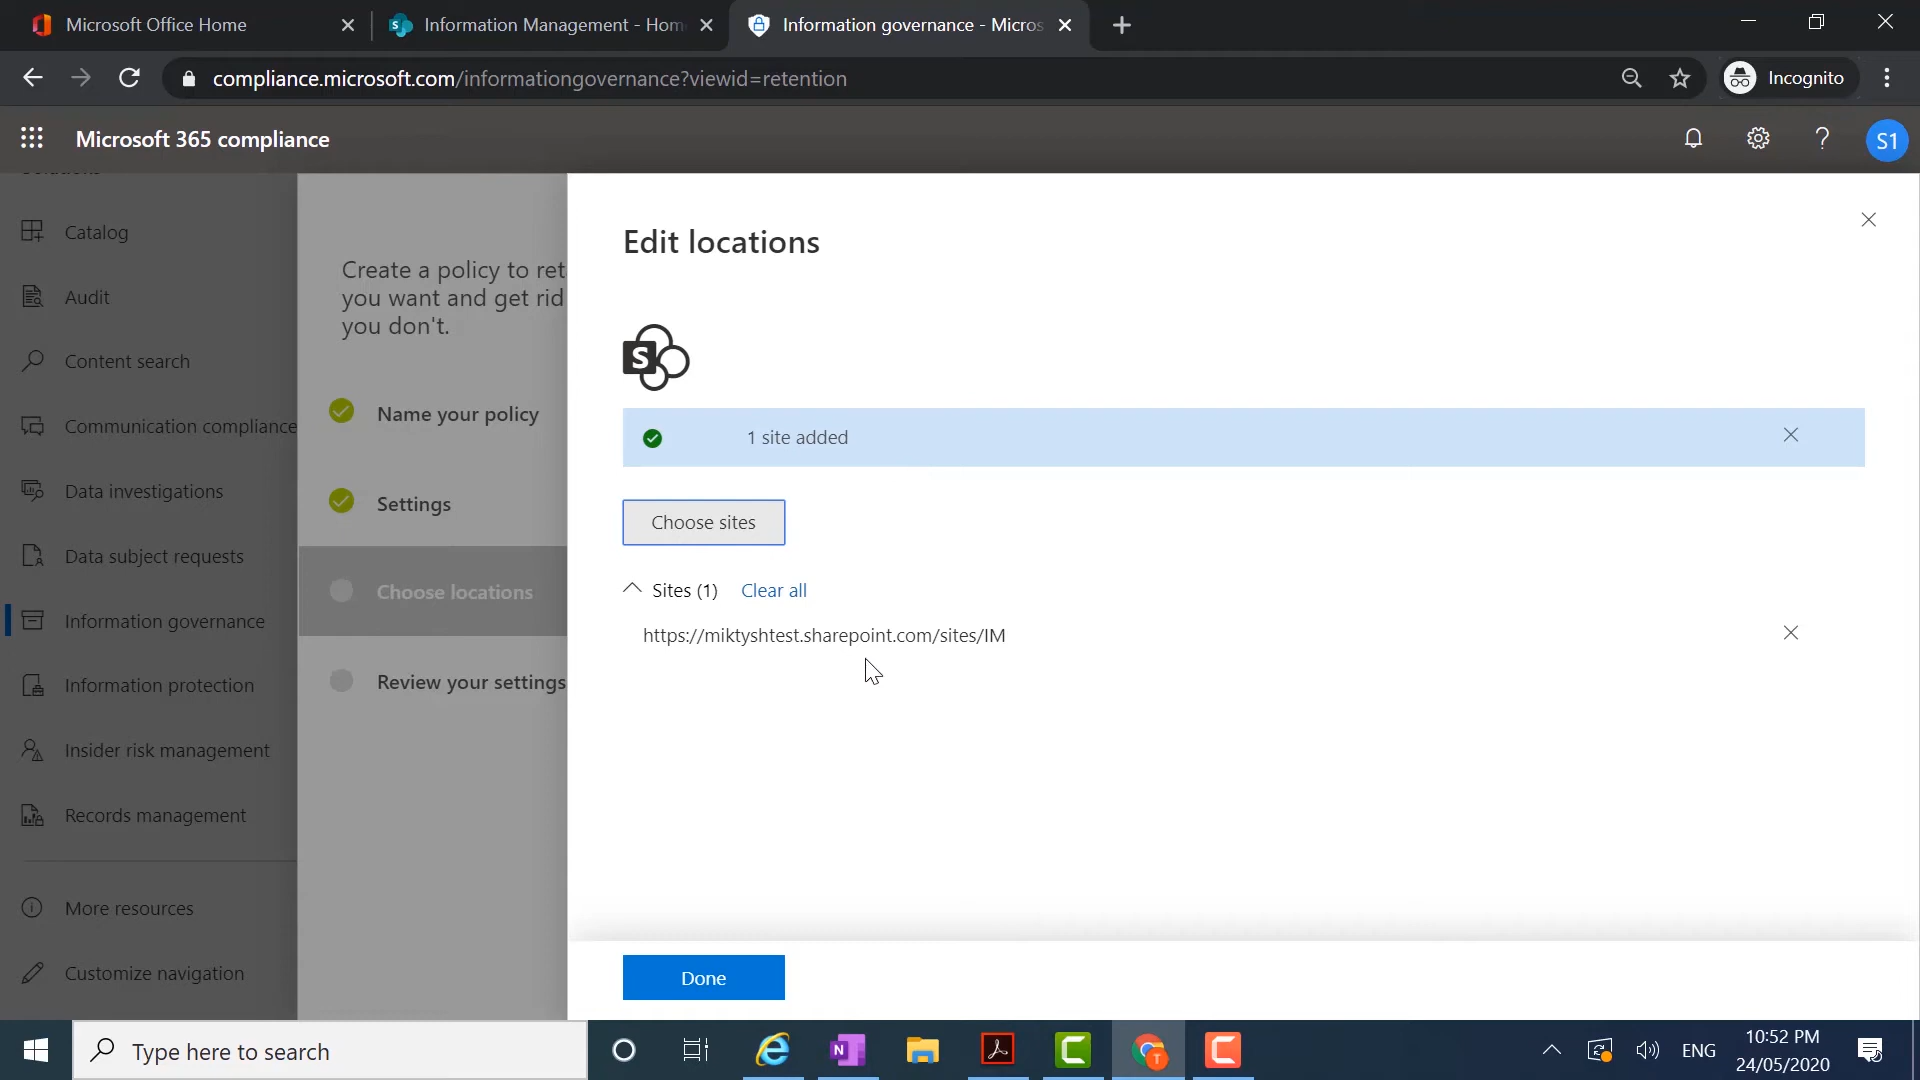 Microsoft Office Home
Information Management - Hom
Information governance - Micros
compliance.microsoft.com/informationgovernance?viewid=retention
Incognito
Microsoft 365 compliance
S1
Catalog
Audit
Content search
Communication compliance
Data investigations
Data subject requests
Information governance
Information protection
Insider risk management
Records management
More resources
Customize navigation
Create a policy to ret
you want and get rid
you don't.
Name your policy
Settings
Choose locations
Review your settings
Edit locations
S
1 site added
Choose sites
Sites (1) Clear all
https://miktyshtest.sharepoint.com/sites/IM
Done
Type here to search
N
T
ENG
10:52 PM
24/05/2020